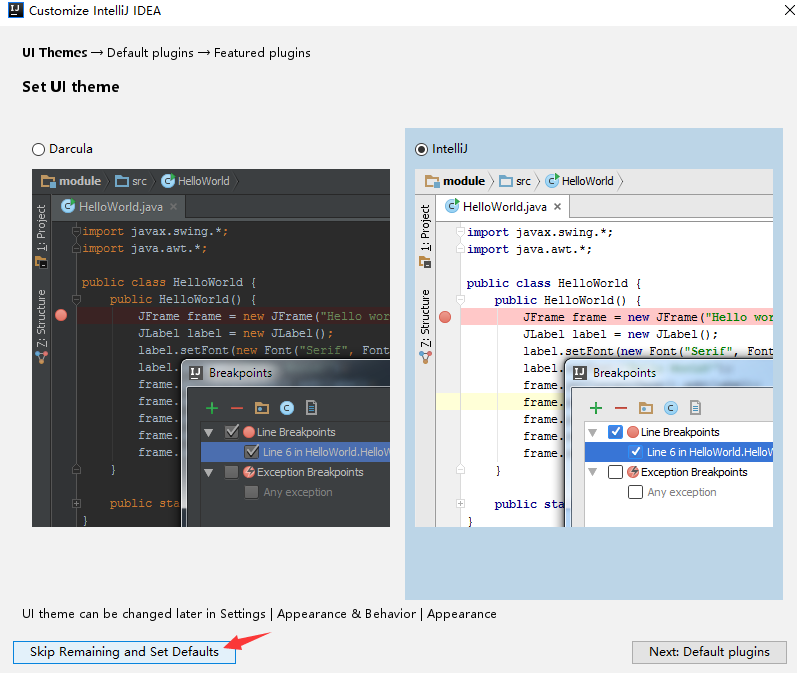 Customize IntelliJ IDEA
UI Themes → Default plugins → Featured plugins
Set UI theme
Darcula
module src HelloWorld
HelloWorld.java
1: Project
Z: Structure
import javax.swing.*;
import java.awt.*;
public class HelloWorld {
public HelloWorld() {
JFrame frame = new JFrame("Hello wor
JLabel label = new JLabel();
label.setFont(new Font("Serif", Font
label.
frame.
frame.
frame.
frame.
frame.
}
public sta
}
Breakpoints
Line Breakpoints
Line 6 in HelloWorld.HelloW
Exception Breakpoints
Any exception
IntelliJ
module src HelloWorld
HelloWorld.java
1: Project
Z: Structure
import javax.swing.*;
import java.awt.*;
public class HelloWorld {
public HelloWorld() {
JFrame frame = new JFrame("Hello wor
JLabel label = new JLabel();
label.setFont(new Font("Serif", Font
label.
frame.
frame.
frame.
frame.
frame.
}
public sta
}
Breakpoints
Line Breakpoints
Line 6 in HelloWorld.HelloW
Exception Breakpoints
Any exception
UI theme can be changed later in Settings | Appearance & Behavior | Appearance
Skip Remaining and Set Defaults
Next: Default plugins